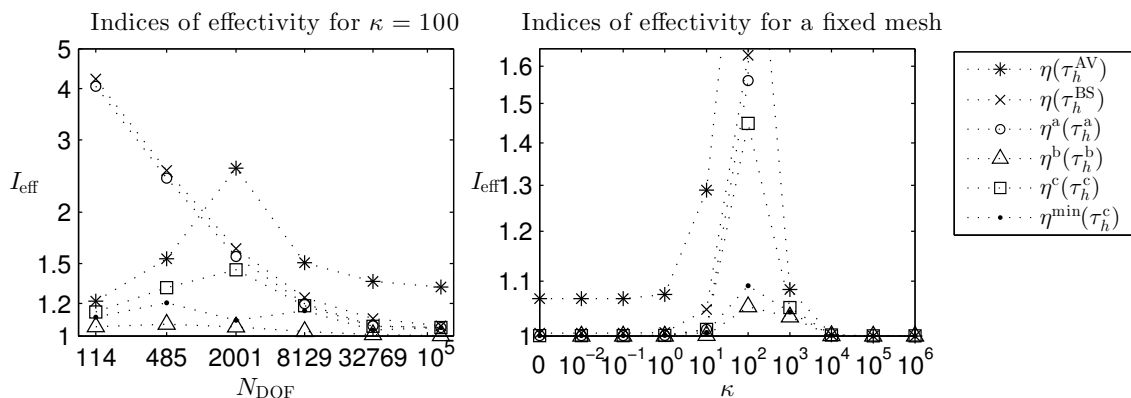 Indices of effectivity for κ = 100
5
4
3
2
1.5
1.2
1
I_eff
114 485 2001 8129 32769 10^5
N_DOF
Indices of effectivity for a fixed mesh
1.6
1.5
1.4
1.3
1.2
1.1
1
I_eff
0 10^-2 10^-1 10^0 10^1 10^2 10^3 10^4 10^5 10^6
κ
η(τ_h^AV)
η(τ_h^BS)
η^a(τ_h^a)
η^b(τ_h^b)
η^c(τ_h^c)
η^min(τ_h^c)